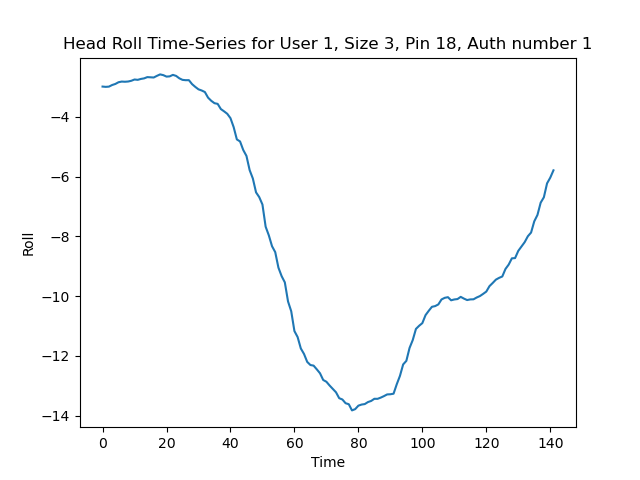 Head Roll Time-Series for User 1, Size 3, Pin 18, Auth number 1
Roll
−4
−6
−8
−10
−12
−14
0 20 40 60 80 100 120 140
Time